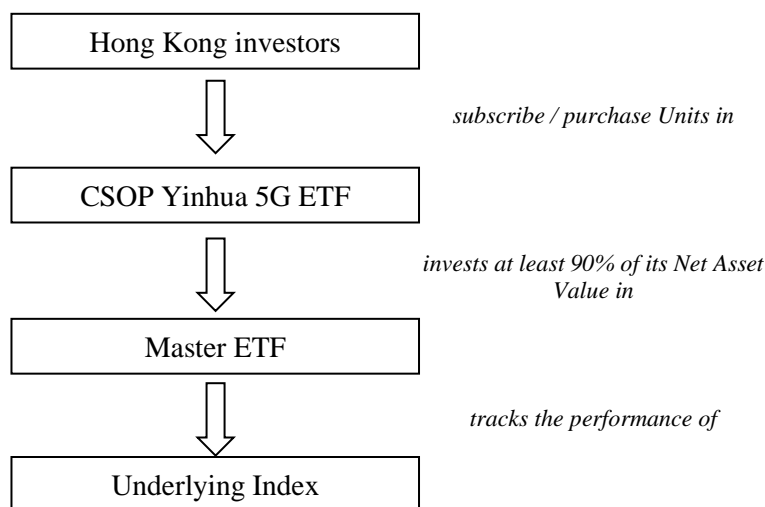 Hong Kong investors
subscribe / purchase Units in
CSOP Yinhua 5G ETF
invests at least 90% of its Net Asset
Value in
Master ETF
tracks the performance of
Underlying Index